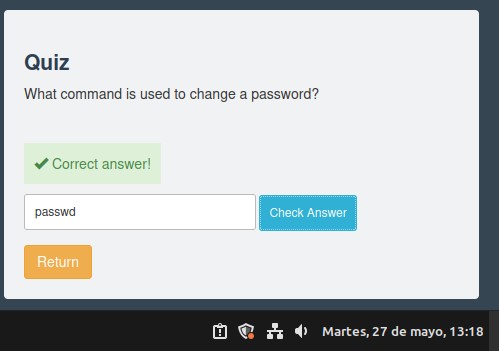 Quiz
What command is used to change a password?
Correct answer!
passwd
Check Answer
Return
Martes, 27 de mayo, 13:18